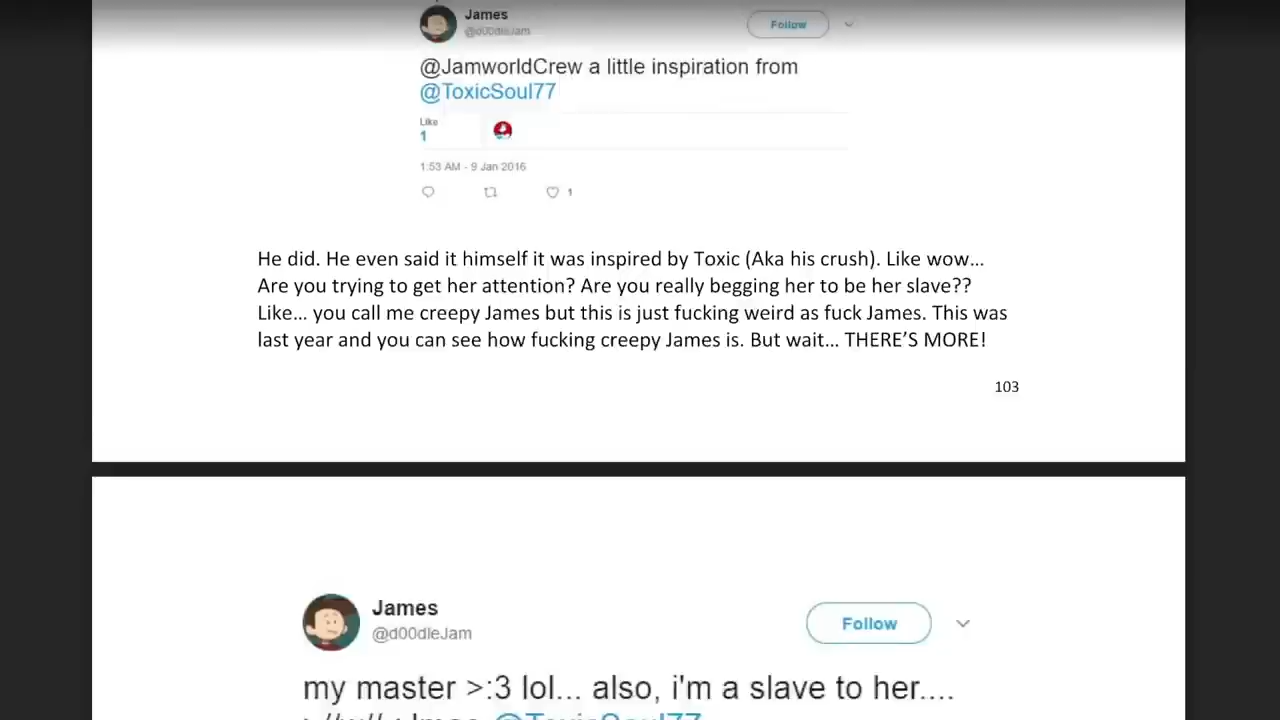 James
@d00dleJam
Follow
@JamworldCrew a little inspiration from
@ToxicSoul77
Like
1
1:53 AM - 9 Jan 2016
1
He did. He even said it himself it was inspired by Toxic (Aka his crush). Like wow...
Are you trying to get her attention? Are you really begging her to be her slave??
Like... you call me creepy James but this is just fucking weird as fuck James. This was
last year and you can see how fucking creepy James is. But wait... THERE'S MORE!
103
James
@d00dleJam
Follow
my master >:3 lol... also, i'm a slave to her....
@ToxicSoul77